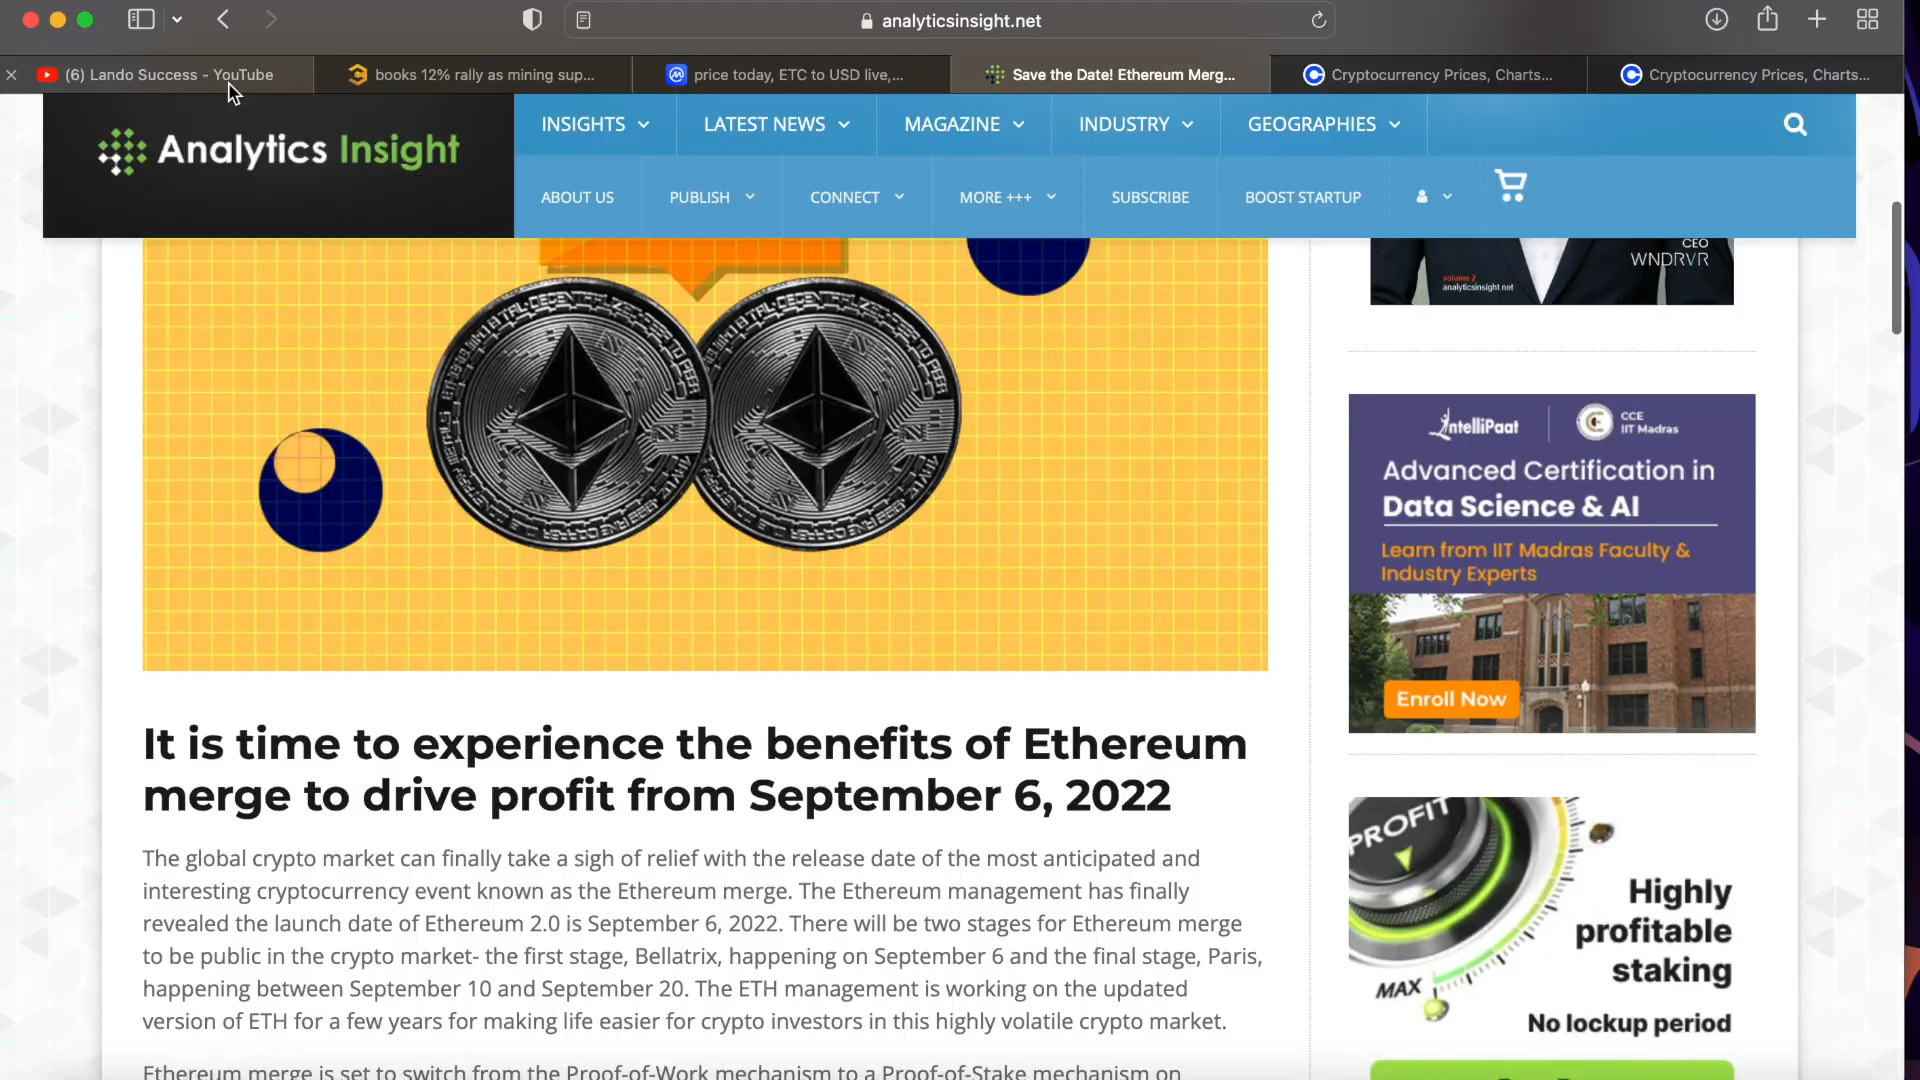 analyticsinsight.net
(6) Lando Success - YouTube
books 12% rally as mining sup...
price today, ETC to USD live,...
Save the Date! Ethereum Merg...
Cryptocurrency Prices, Charts...
Cryptocurrency Prices, Charts...
Analytics Insight
INSIGHTS
LATEST NEWS
MAGAZINE
INDUSTRY
GEOGRAPHIES
ABOUT US
PUBLISH
CONNECT
MORE +++
SUBSCRIBE
BOOST STARTUP
CEO
WNDRVR
volume 2
analyticsinsight.net
It is time to experience the benefits of Ethereum
merge to drive profit from September 6, 2022
The global crypto market can finally take a sigh of relief with the release date of the most anticipated and
interesting cryptocurrency event known as the Ethereum merge. The Ethereum management has finally
revealed the launch date of Ethereum 2.0 is September 6, 2022. There will be two stages for Ethereum merge
to be public in the crypto market- the first stage, Bellatrix, happening on September 6 and the final stage, Paris,
happening between September 10 and September 20. The ETH management is working on the updated
version of ETH for a few years for making life easier for crypto investors in this highly volatile crypto market.
Ethereum merge is set to switch from the Proof-of-Work mechanism to a Proof-of-Stake mechanism on
IntelliPaat
CCE
IIT Madras
Advanced Certification in
Data Science & AI
Learn from IIT Madras Faculty &
Industry Experts
Enroll Now
PROFIT
MAX
Highly
profitable
staking
No lockup period